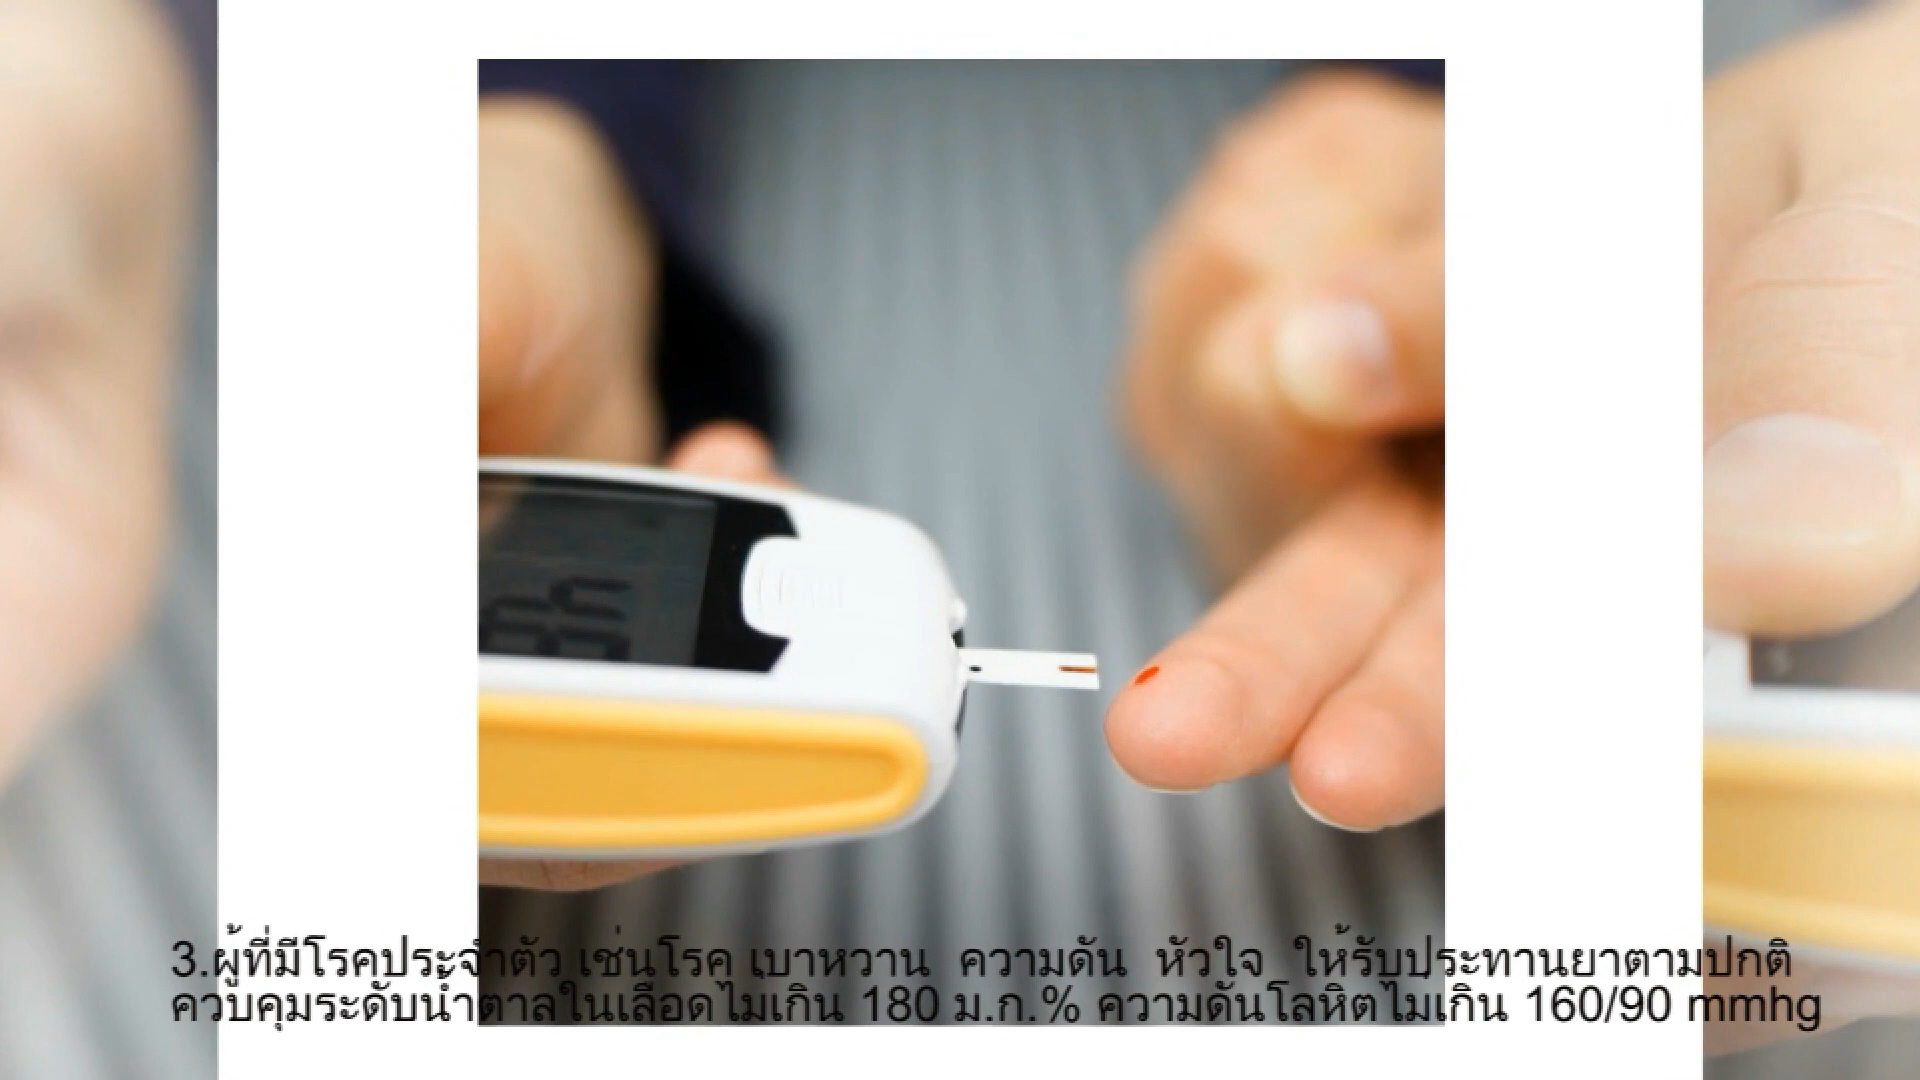 3.ผู้ที่มีโรคประจำตัว เช่นโรค เบาหวาน ความดัน หัวใจ ให้รับประทานยาตามปกติ
ควบคุมระดับน้ำตาลในเลือดไม่เกิน 180 ม.ก.% ความดันโลหิตไม่เกิน 160/90 mmhg